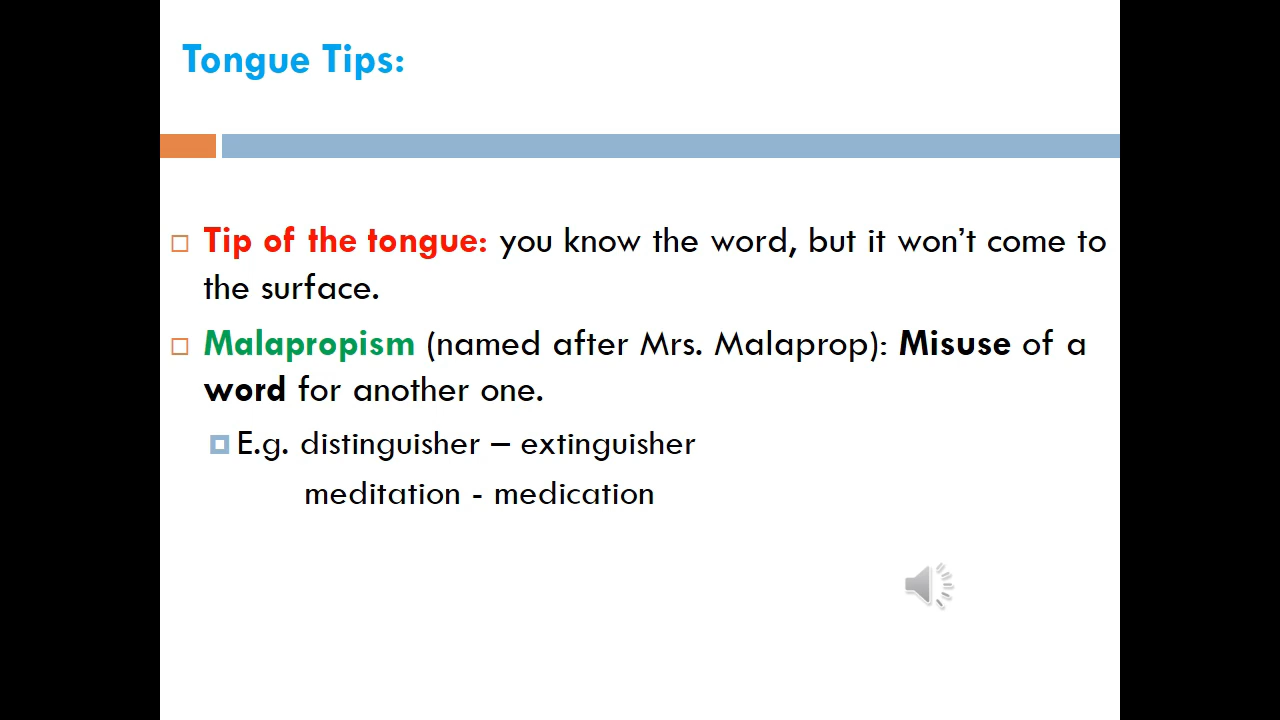 Tongue Tips:
Tip of the tongue: you know the word, but it won't come to
the surface.
Malapropism (named after Mrs. Malaprop): Misuse of a
word for another one.
E.g. distinguisher – extinguisher
meditation - medication